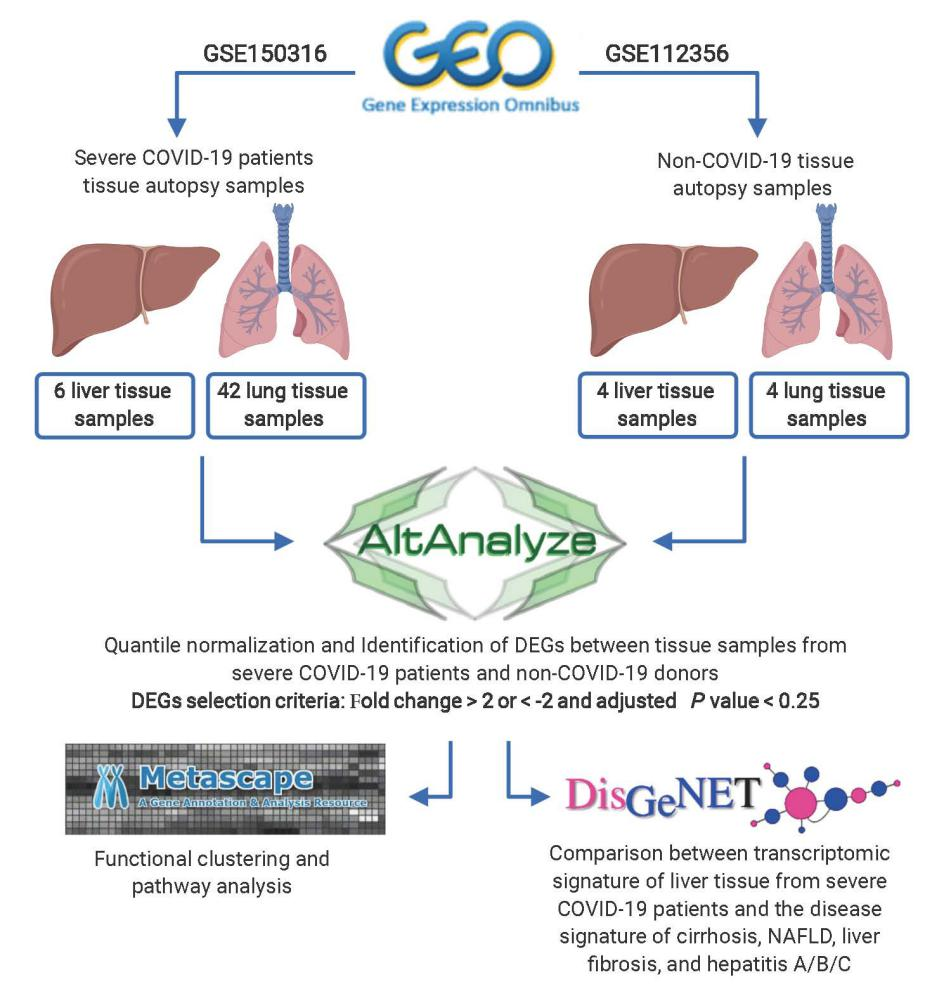 GSE150316
GEO
GSE112356
Gene Expression Omnibus
Severe COVID-19 patients
tissue autopsy samples
Non-COVID-19 tissue
autopsy samples
6 liver tissue
samples
42 lung tissue
samples
4 liver tissue
samples
4 lung tissue
samples
AltAnalyze
Quantile normalization and Identification of DEGs between tissue samples from
severe COVID-19 patients and non-COVID-19 donors
DEGs selection criteria: Fold change > 2 or < -2 and adjusted P value < 0.25
Metascape
A Gene Annotation & Analysis Resource
Functional clustering and
pathway analysis
DisGeNET
Comparison between transcriptomic
signature of liver tissue from severe
COVID-19 patients and the disease
signature of cirrhosis, NAFLD, liver
fibrosis, and hepatitis A/B/C